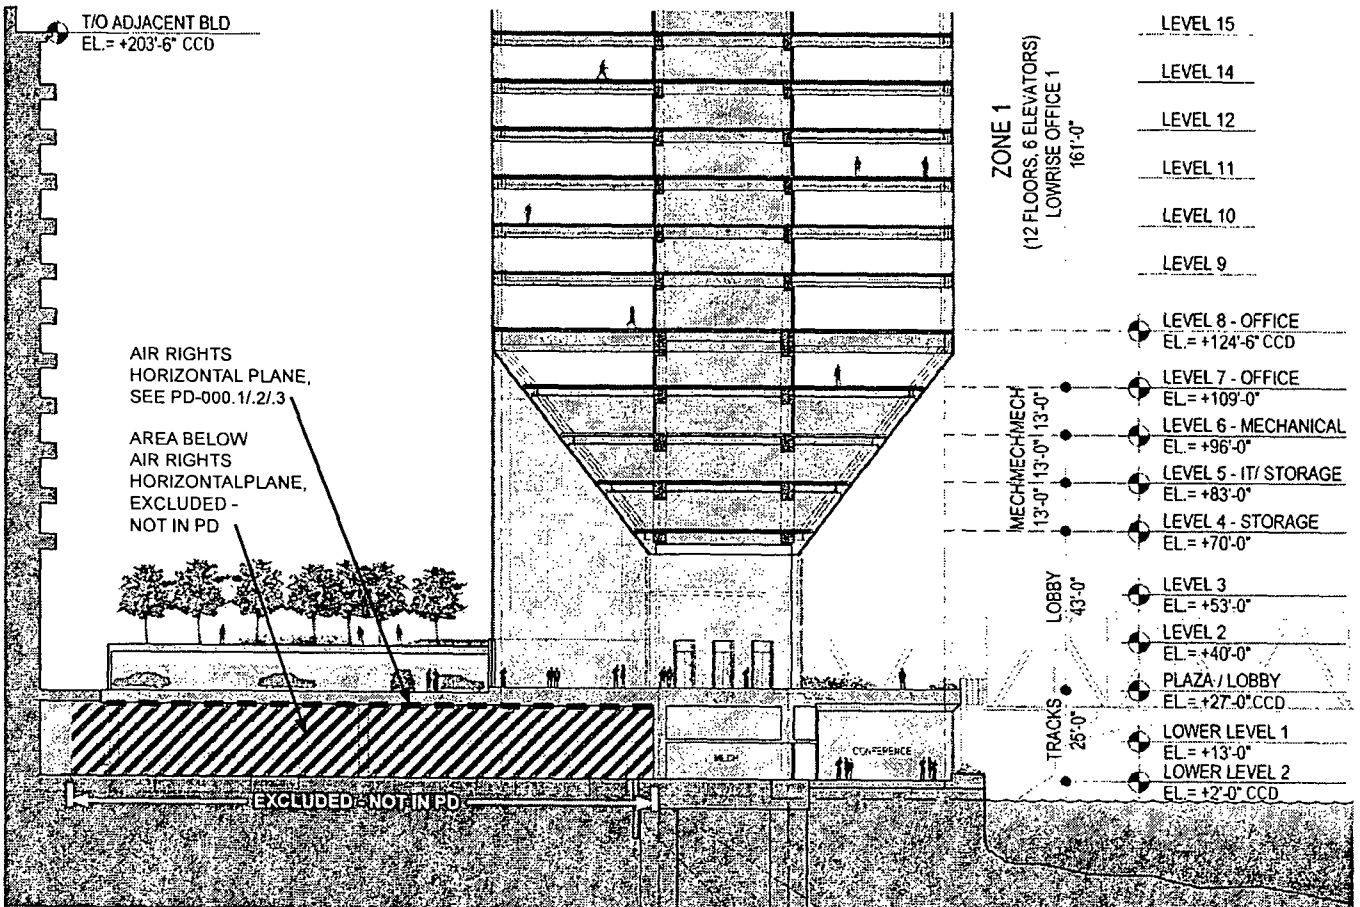 T/O ADJACENT BLD
EL.= +203'-6" CCD
AIR RIGHTS
HORIZONTAL PLANE,
SEE PD-000.1/.2/.3
AREA BELOW
AIR RIGHTS
HORIZONTALPLANE,
EXCLUDED -
NOT IN PD
EXCLUDED - NOT IN PD
MECH
CONFERENCE
ZONE 1
(12 FLOORS, 6 ELEVATORS)
LOWRISE OFFICE 1
161'-0"
MECHMECHMECH
13'-0" 13'-0" 13'-0"
LOBBY
43'-0"
TRACKS
25'-0"
LEVEL 15
LEVEL 14
LEVEL 12
LEVEL 11
LEVEL 10
LEVEL 9
LEVEL 8 - OFFICE
EL.= +124'-6" CCD
LEVEL 7 - OFFICE
EL.= +109'-0"
LEVEL 6 - MECHANICAL
EL.= +96'-0"
LEVEL 5 - IT/ STORAGE
EL.= +83'-0"
LEVEL 4 - STORAGE
EL.= +70'-0"
LEVEL 3
EL.= +53'-0"
LEVEL 2
EL.= +40'-0"
PLAZA / LOBBY
EL.= +27'-0" CCD
LOWER LEVEL 1
EL.= +13'-0"
LOWER LEVEL 2
EL.= +2'-0" CCD